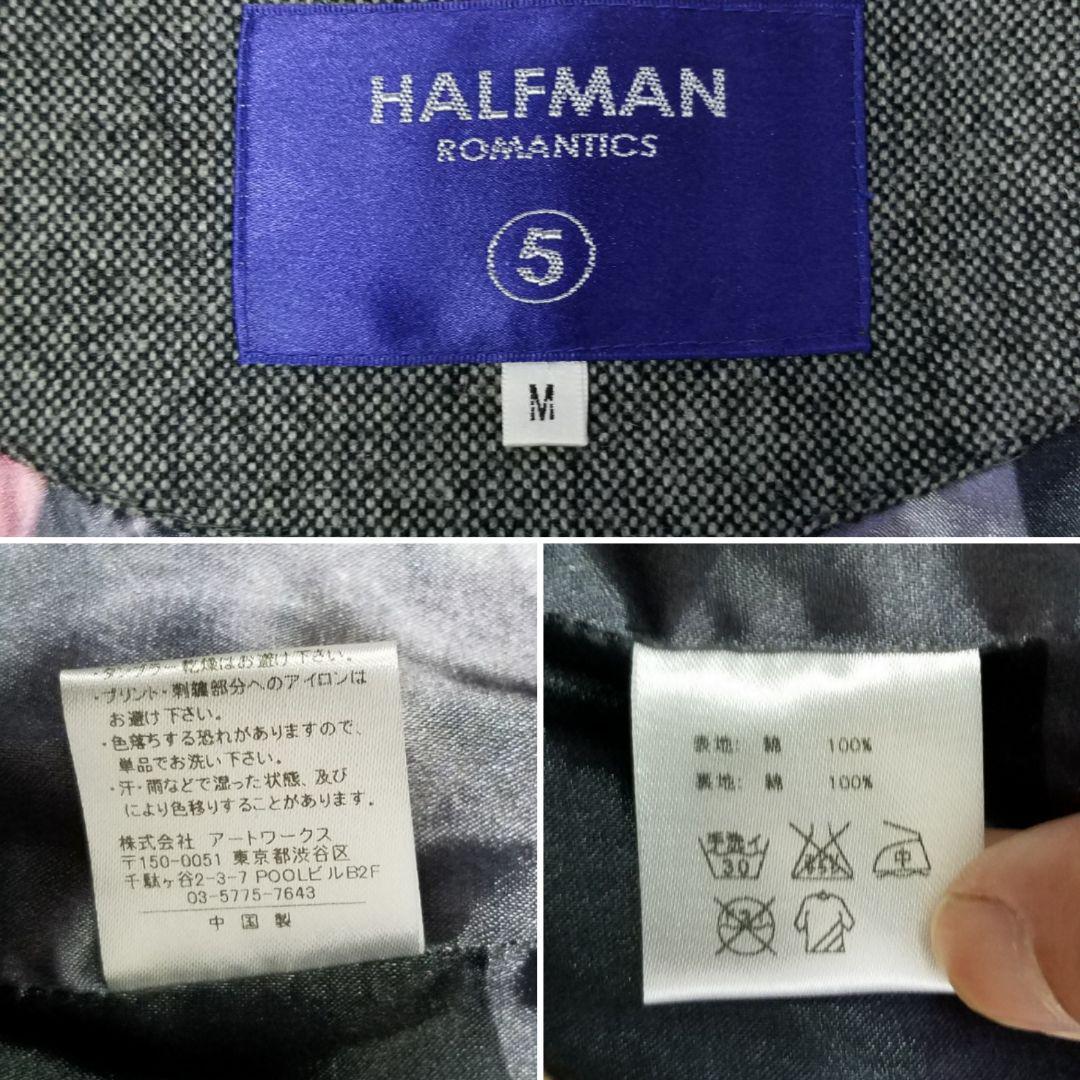 HALFMAN
ROMANTICS
5
M
・タンブラー乾燥はお避け下さい。
・プリント・刺繍部分へのアイロンは
お避け下さい。
・色落ちする恐れがありますので、
単品でお洗い下さい。
・汗・雨などで湿った状態、及び
により色移りすることがあります。
株式会社 アートワークス
〒150-0051 東京都渋谷区
千駄ヶ谷2-3-7 POOLビルB2F
03-5775-7643
中国製
表地: 綿 100%
裏地: 綿 100%
手洗イ
30
中